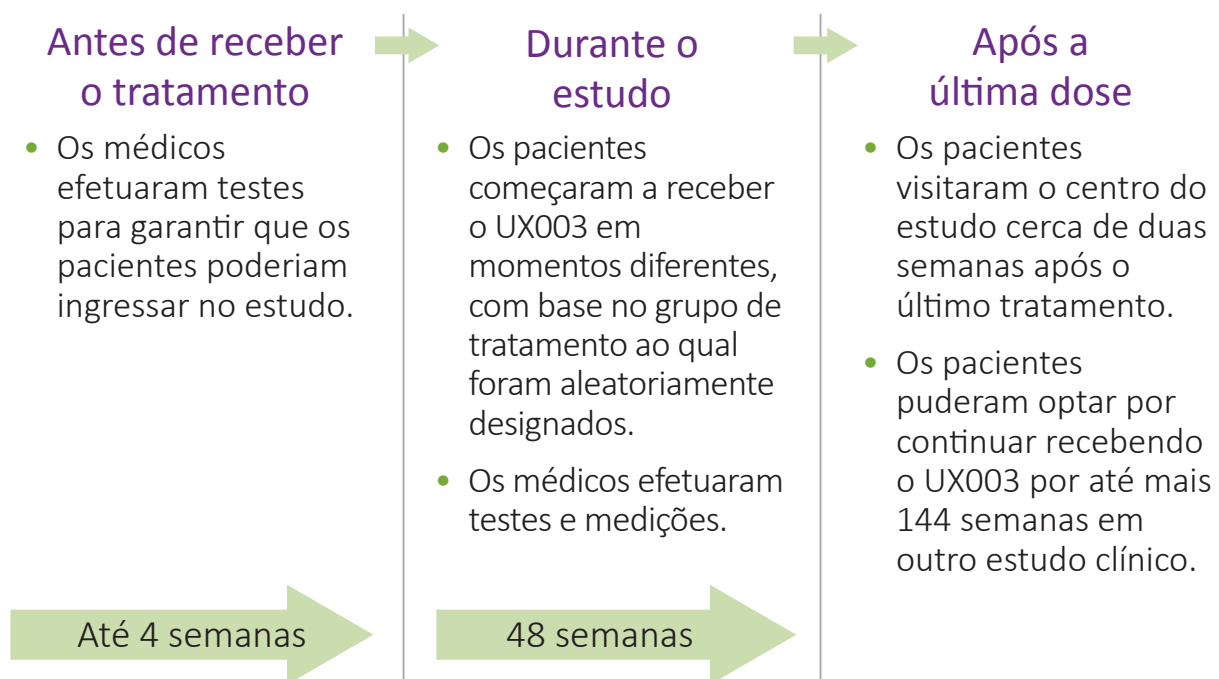 Antes de receber
o tratamento
• Os médicos
efetuaram testes
para garantir que os
pacientes poderiam
ingressar no estudo.
Até 4 semanas
Durante o
estudo
• Os pacientes
começaram a receber
o UX003 em
momentos diferentes,
com base no grupo de
tratamento ao qual
foram aleatoriamente
designados.
• Os médicos efetuaram
testes e medições.
48 semanas
Após a
última dose
• Os pacientes
visitaram o centro do
estudo cerca de duas
semanas após o
último tratamento.
• Os pacientes
puderam optar por
continuar recebendo
o UX003 por até mais
144 semanas em
outro estudo clínico.